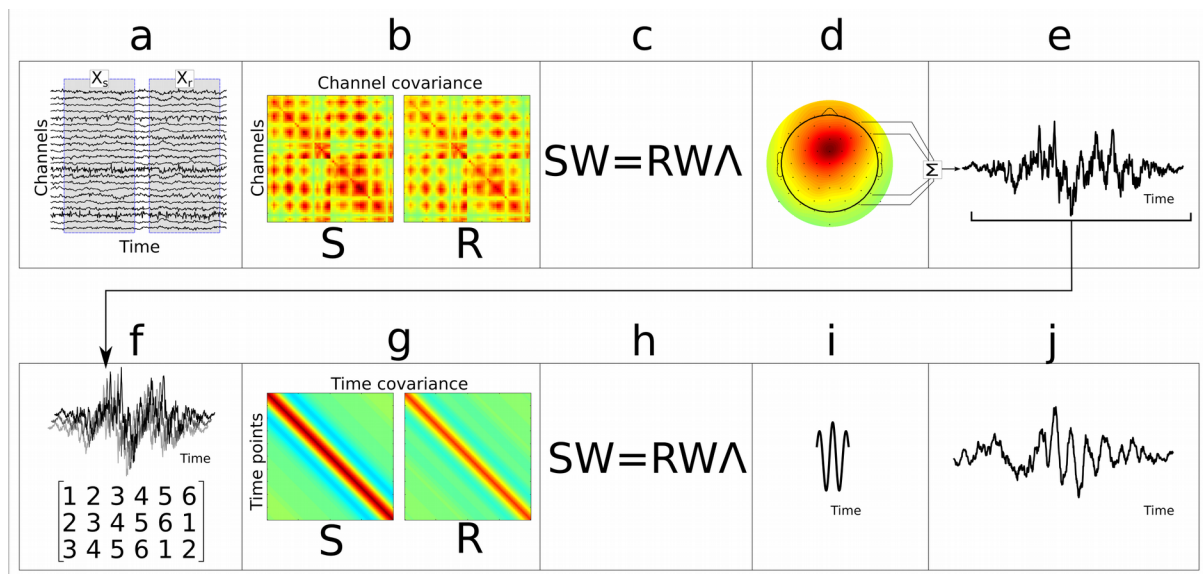 a b c d e
Xs Xr
Channels
Time
Channel covariance
Channels
S R
SW=RWΛ
Σ
Time
f g h i j
Time
1 2 3 4 5 6
2 3 4 5 6 1
3 4 5 6 1 2
Time covariance
Time points
S R
SW=RWΛ
Time
Time